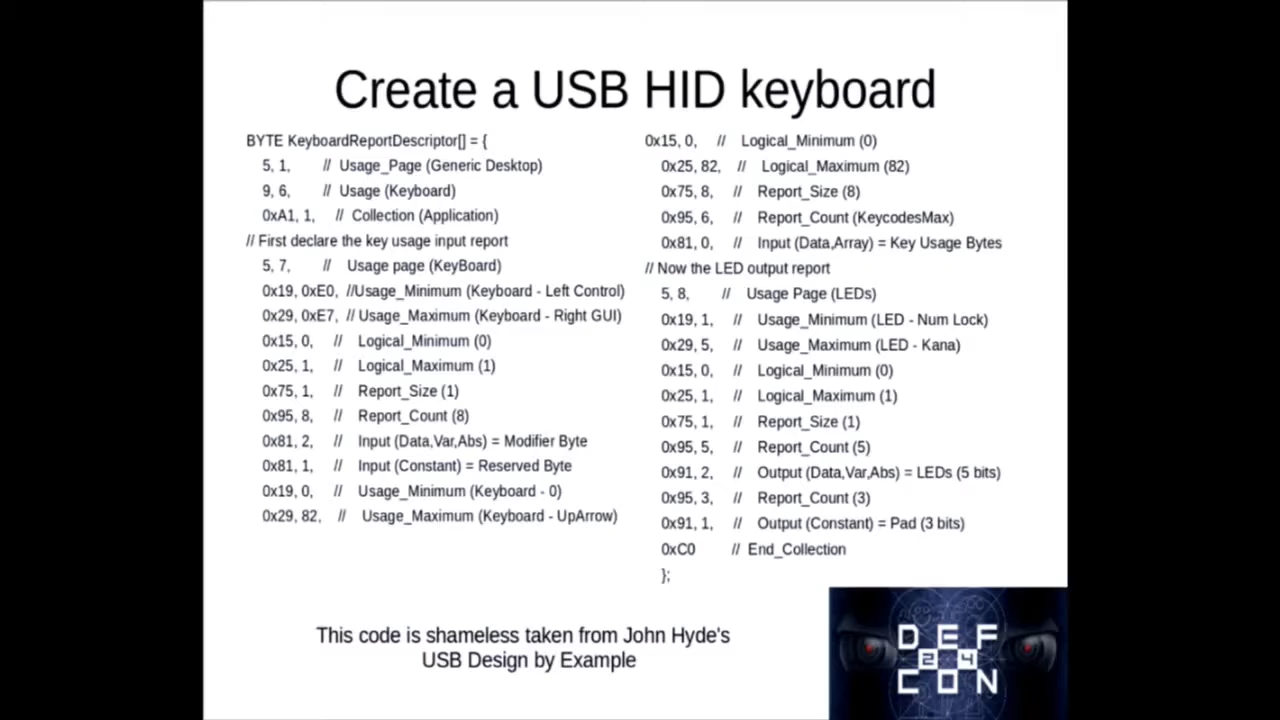 Create a USB HID keyboard
BYTE KeyboardReportDescriptor[] = {
5, 1, // Usage_Page (Generic Desktop)
9, 6, // Usage (Keyboard)
0xA1, 1, // Collection (Application)
// First declare the key usage input report
5, 7, // Usage page (KeyBoard)
0x19, 0xE0, //Usage_Minimum (Keyboard - Left Control)
0x29, 0xE7, // Usage_Maximum (Keyboard - Right GUI)
0x15, 0, // Logical_Minimum (0)
0x25, 1, // Logical_Maximum (1)
0x75, 1, // Report_Size (1)
0x95, 8, // Report_Count (8)
0x81, 2, // Input (Data,Var,Abs) = Modifier Byte
0x81, 1, // Input (Constant) = Reserved Byte
0x19, 0, // Usage_Minimum (Keyboard - 0)
0x29, 82, // Usage_Maximum (Keyboard - UpArrow)
0x15, 0, // Logical_Minimum (0)
0x25, 82, // Logical_Maximum (82)
0x75, 8, // Report_Size (8)
0x95, 6, // Report_Count (KeycodesMax)
0x81, 0, // Input (Data,Array) = Key Usage Bytes
// Now the LED output report
5, 8, // Usage Page (LEDs)
0x19, 1, // Usage_Minimum (LED - Num Lock)
0x29, 5, // Usage_Maximum (LED - Kana)
0x15, 0, // Logical_Minimum (0)
0x25, 1, // Logical_Maximum (1)
0x75, 1, // Report_Size (1)
0x95, 5, // Report_Count (5)
0x91, 2, // Output (Data,Var,Abs) = LEDs (5 bits)
0x95, 3, // Report_Count (3)
0x91, 1, // Output (Constant) = Pad (3 bits)
0xC0 // End_Collection
};
This code is shameless taken from John Hyde's
USB Design by Example
DEF
24
CON